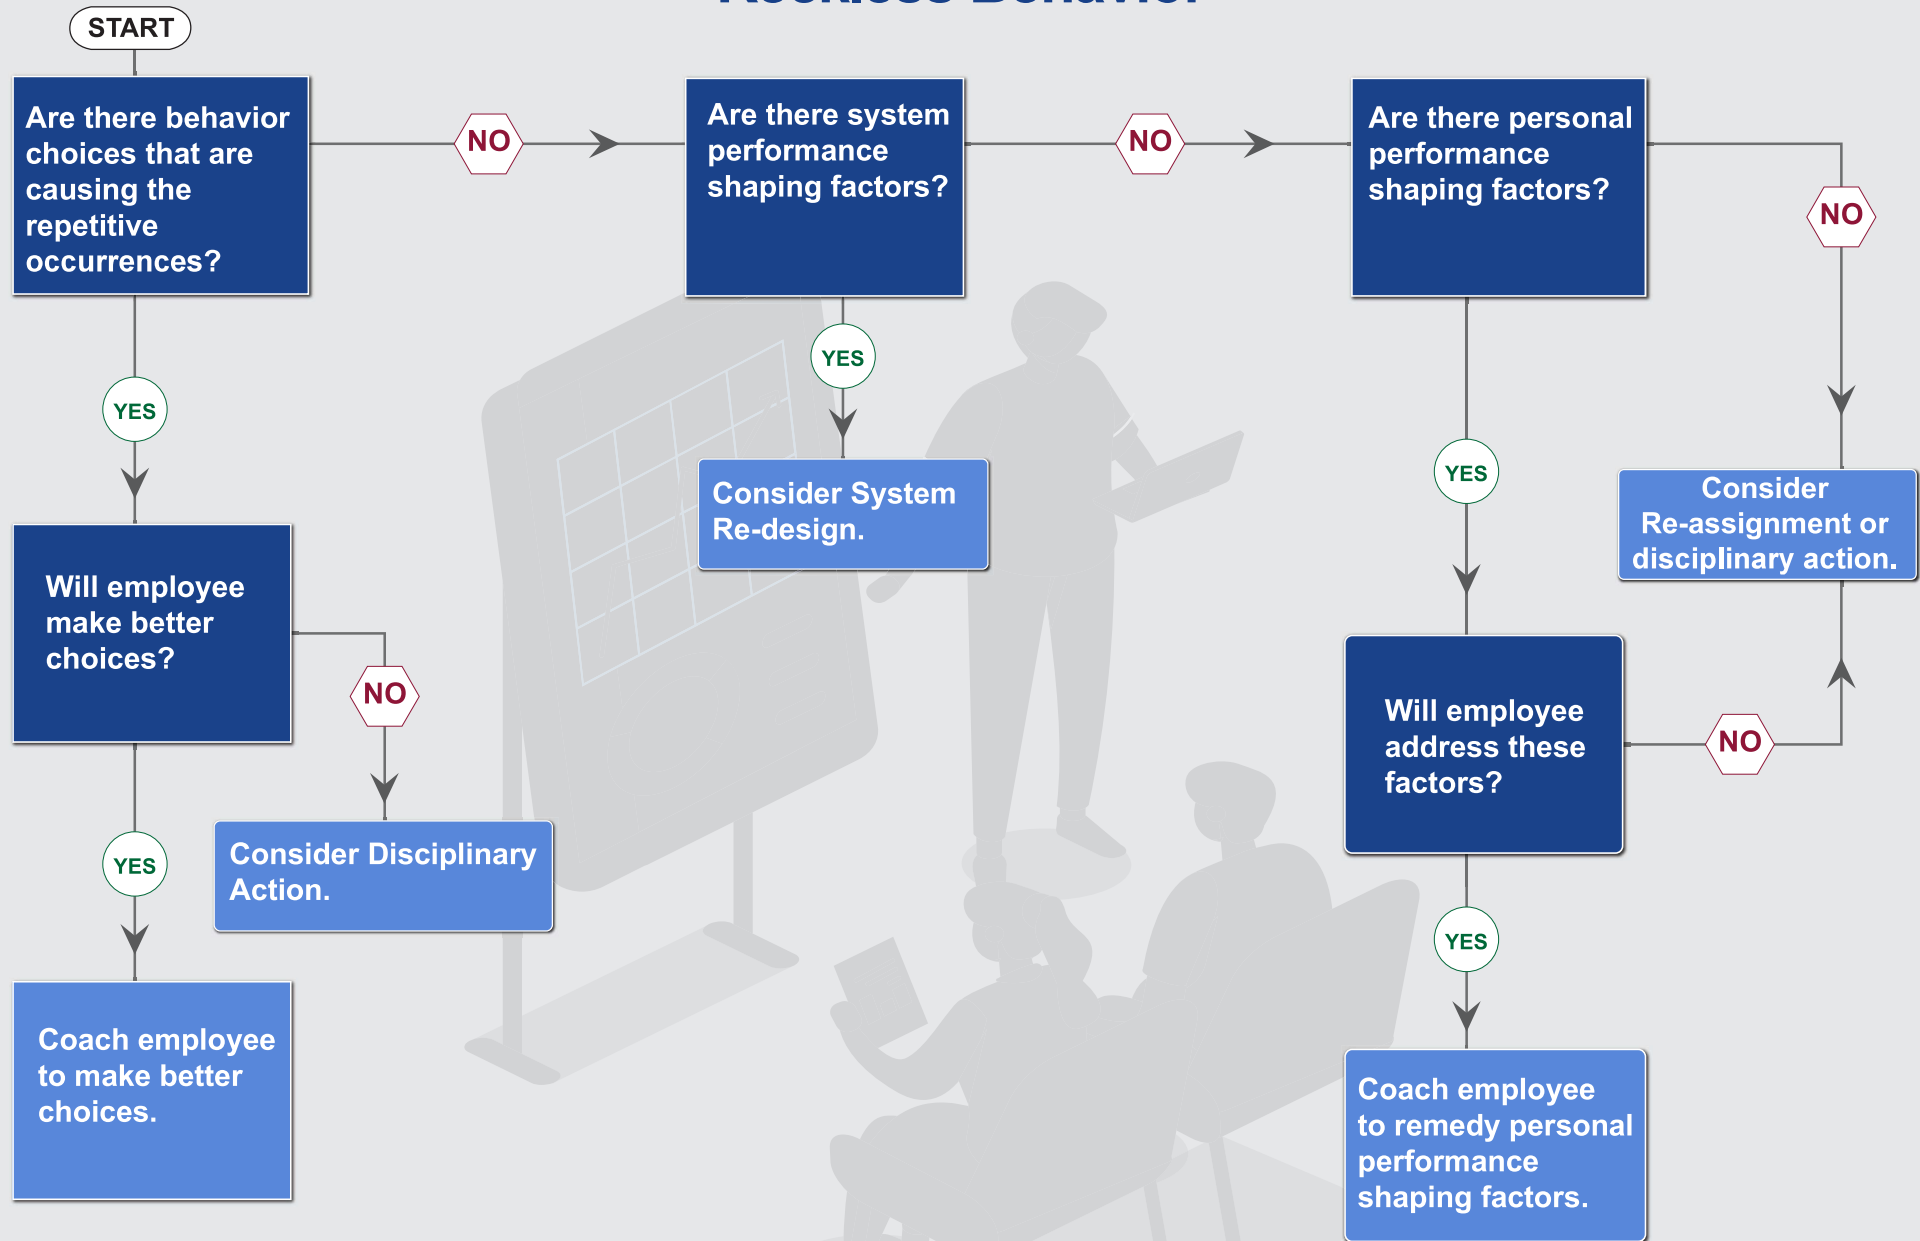 Reckless Behavior
START
Are there behavior
choices that are
causing the
repetitive
occurrences?
NO
Are there system
performance
shaping factors?
NO
Are there personal
performance
shaping factors?
NO
YES
YES
YES
Consider System
Re-design.
Consider
Re-assignment or
disciplinary action.
Will employee
make better
choices?
NO
Will employee
address these
factors?
NO
YES
Consider Disciplinary
Action.
YES
Coach employee
to make better
choices.
Coach employee
to remedy personal
performance
shaping factors.